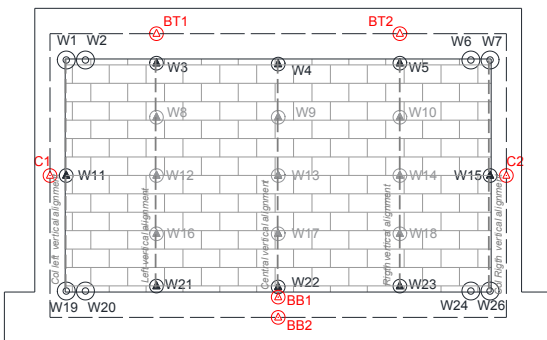 BT1
BT2
W1
W2
W6
W7
W3
W4
W5
W8
W9
W10
C1
C2
W11
W12
W13
W14
W15
Col left vertical alignment
Left vertical alignment
Central vertical alignment
Rigth vertical alignment
Col Rigth vertical alignment
W16
W17
W18
W21
W22
W23
W19
W20
W24
W26
BB1
BB2